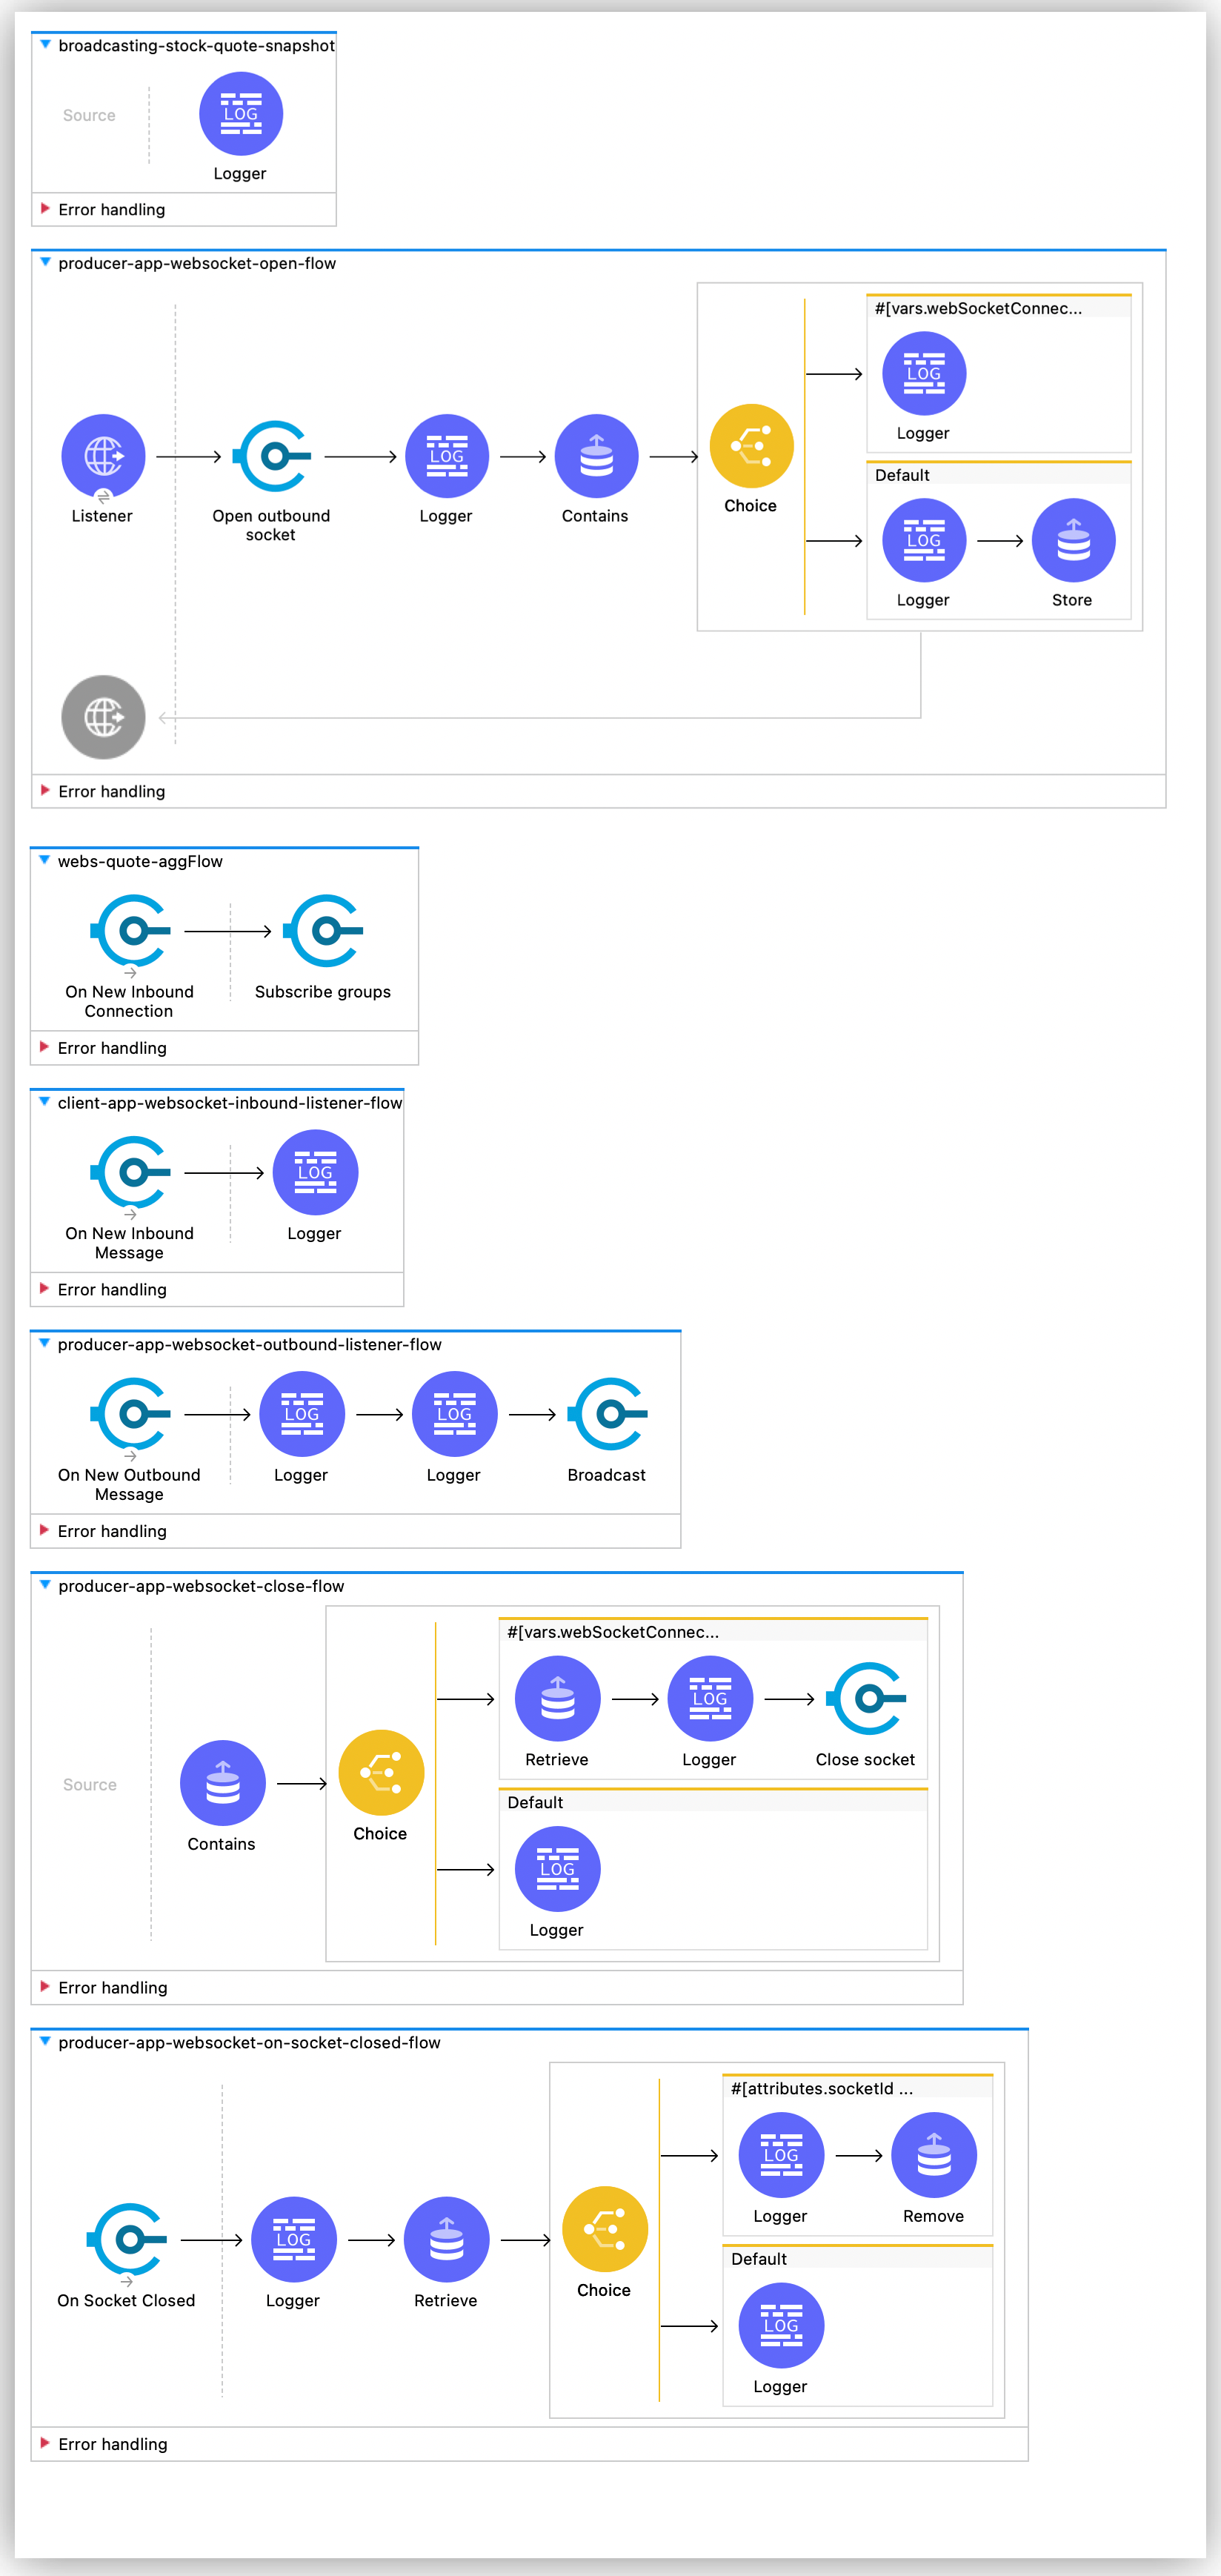 broadcasting-stock-quote-snapshot
Source
LOG
Logger
Error handling
producer-app-websocket-open-flow
#[vars.webSocketConnec...
LOG
Logger
Listener
Open outbound
socket
LOG
Logger
Contains
Choice
Default
LOG
Logger
Store
Error handling
webs-quote-aggFlow
On New Inbound
Connection
Subscribe groups
Error handling
client-app-websocket-inbound-listener-flow
On New Inbound
Message
LOG
Logger
Error handling
producer-app-websocket-outbound-listener-flow
On New Outbound
Message
LOG
Logger
LOG
Logger
Broadcast
Error handling
producer-app-websocket-close-flow
Source
Contains
Choice
#[vars.webSocketConnec...
Retrieve
LOG
Logger
Close socket
Default
LOG
Logger
Error handling
producer-app-websocket-on-socket-closed-flow
On Socket Closed
LOG
Logger
Retrieve
Choice
#[attributes.socketId ...
LOG
Logger
Remove
Default
LOG
Logger
Error handling